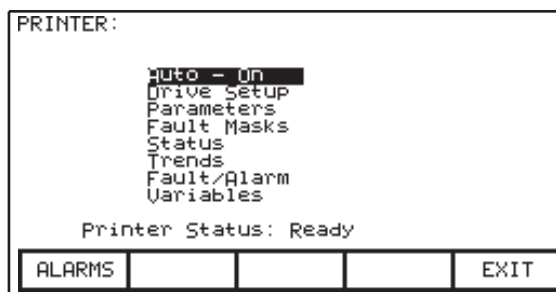 PRINTER:
Auto - On
Drive Setup
Parameters
Fault Masks
Status
Trends
Fault/Alarm
Variables
Printer Status: Ready
ALARMS EXIT